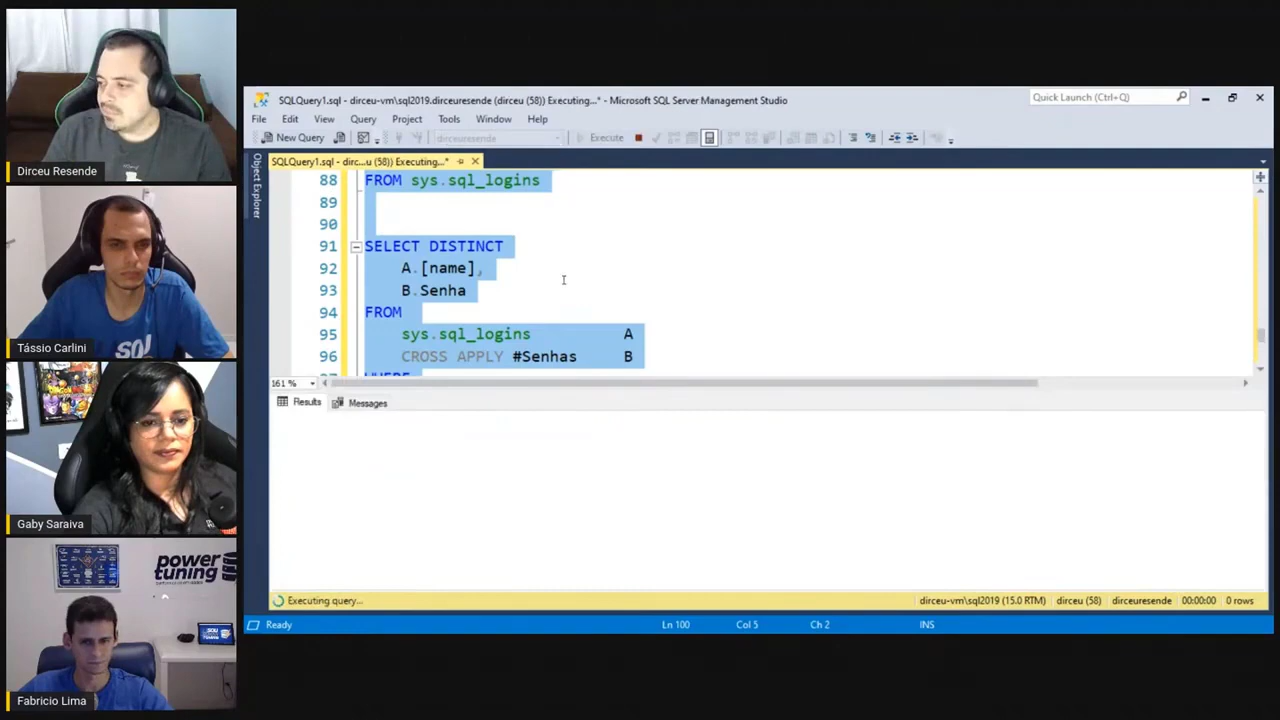 Dirceu Resende
Tássio Carlini
Gaby Saraiva
power
tuning
Fabricio Lima
SQLQuery1.sql - dirceu-vm\sql2019.dirceuresende (dirceu (58)) Executing...* - Microsoft SQL Server Management Studio
Quick Launch (Ctrl+Q)
File Edit View Query Project Tools Window Help
New Query dirceuresende Execute
SQLQuery1.sql - dirc...u (58)) Executing...*
Object Explorer
88 FROM sys.sql_logins
89
90
91 SELECT DISTINCT
92 A.[name],
93 B.Senha
94 FROM
95 sys.sql_logins A
96 CROSS APPLY #Senhas B
161 %
Results Messages
Executing query... dirceu-vm\sql2019 (15.0 RTM) dirceu (58) dirceuresende 00:00:00 0 rows
Ready Ln 100 Col 5 Ch 2 INS